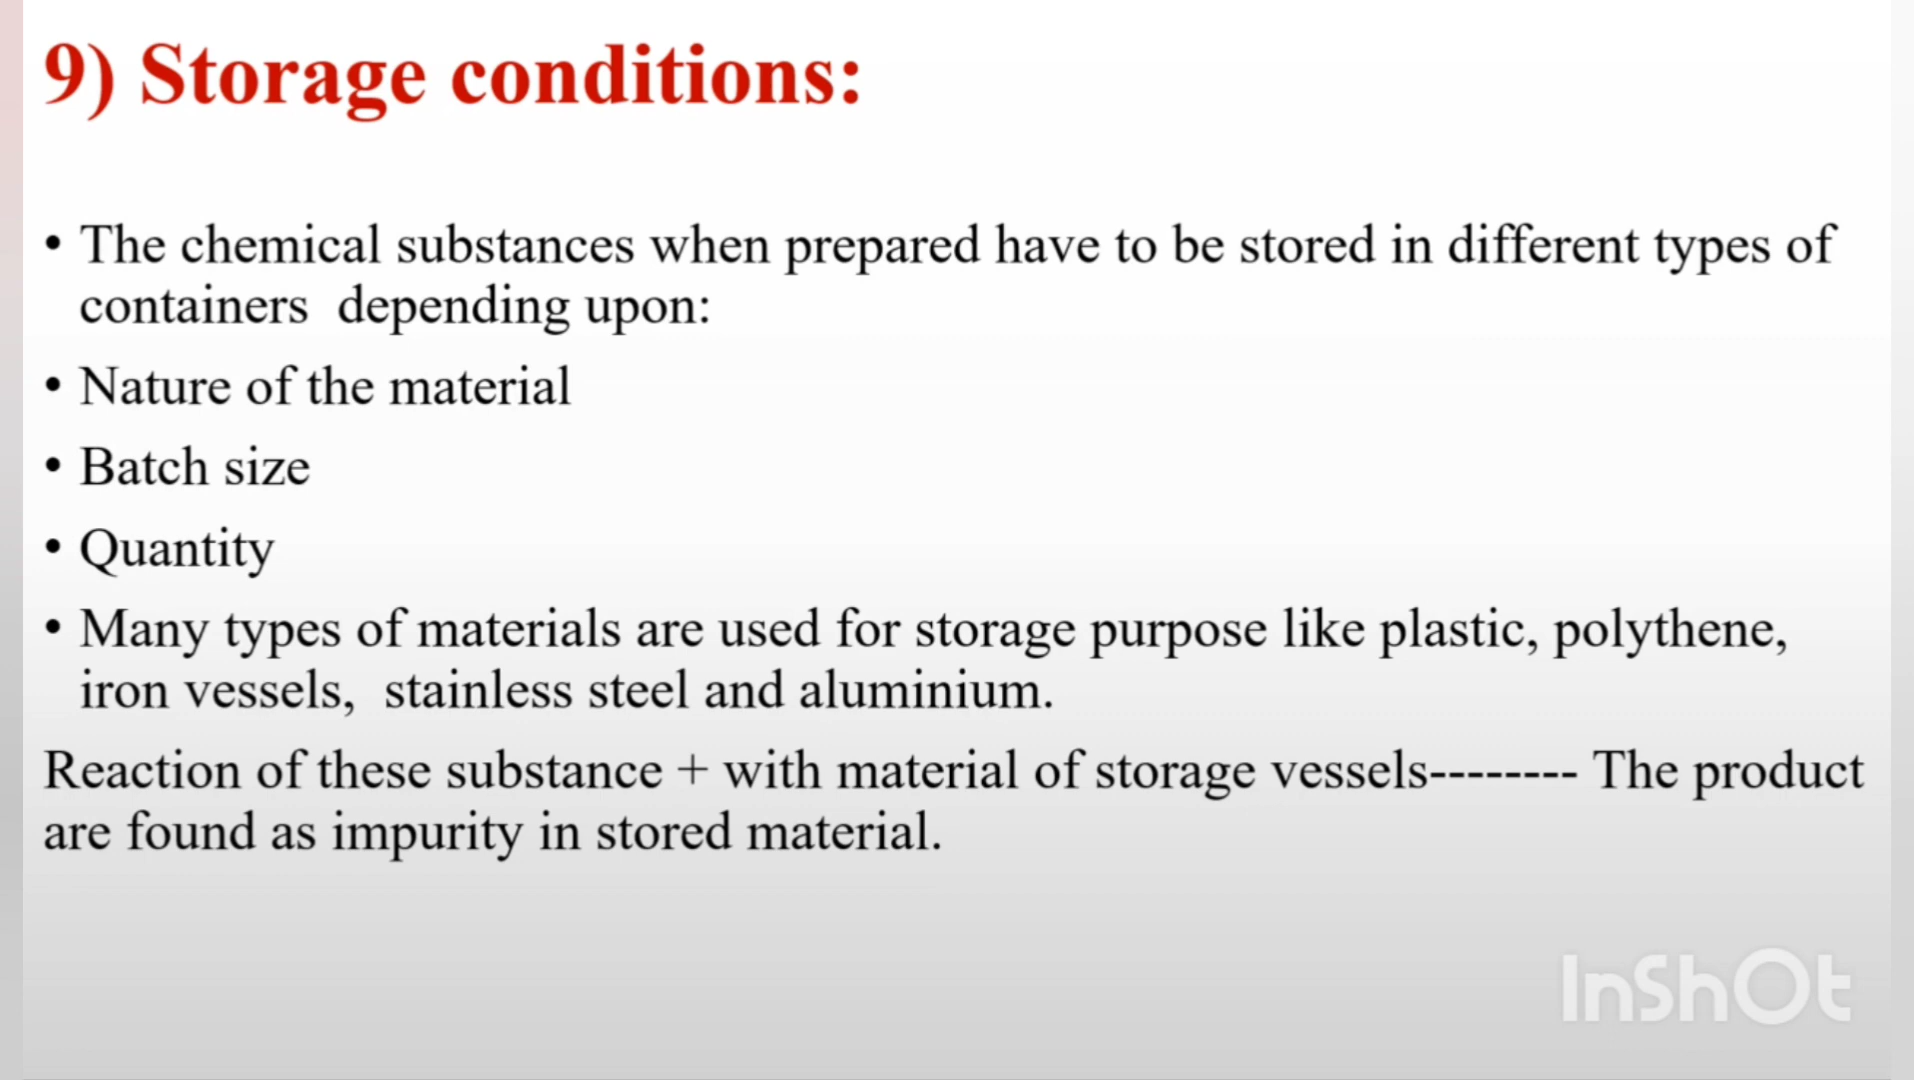 9) Storage conditions:
• The chemical substances when prepared have to be stored in different types of
containers depending upon:
• Nature of the material
• Batch size
• Quantity
• Many types of materials are used for storage purpose like plastic, polythene,
iron vessels, stainless steel and aluminium.
Reaction of these substance + with material of storage vessels-------- The product
are found as impurity in stored material.
InShOt